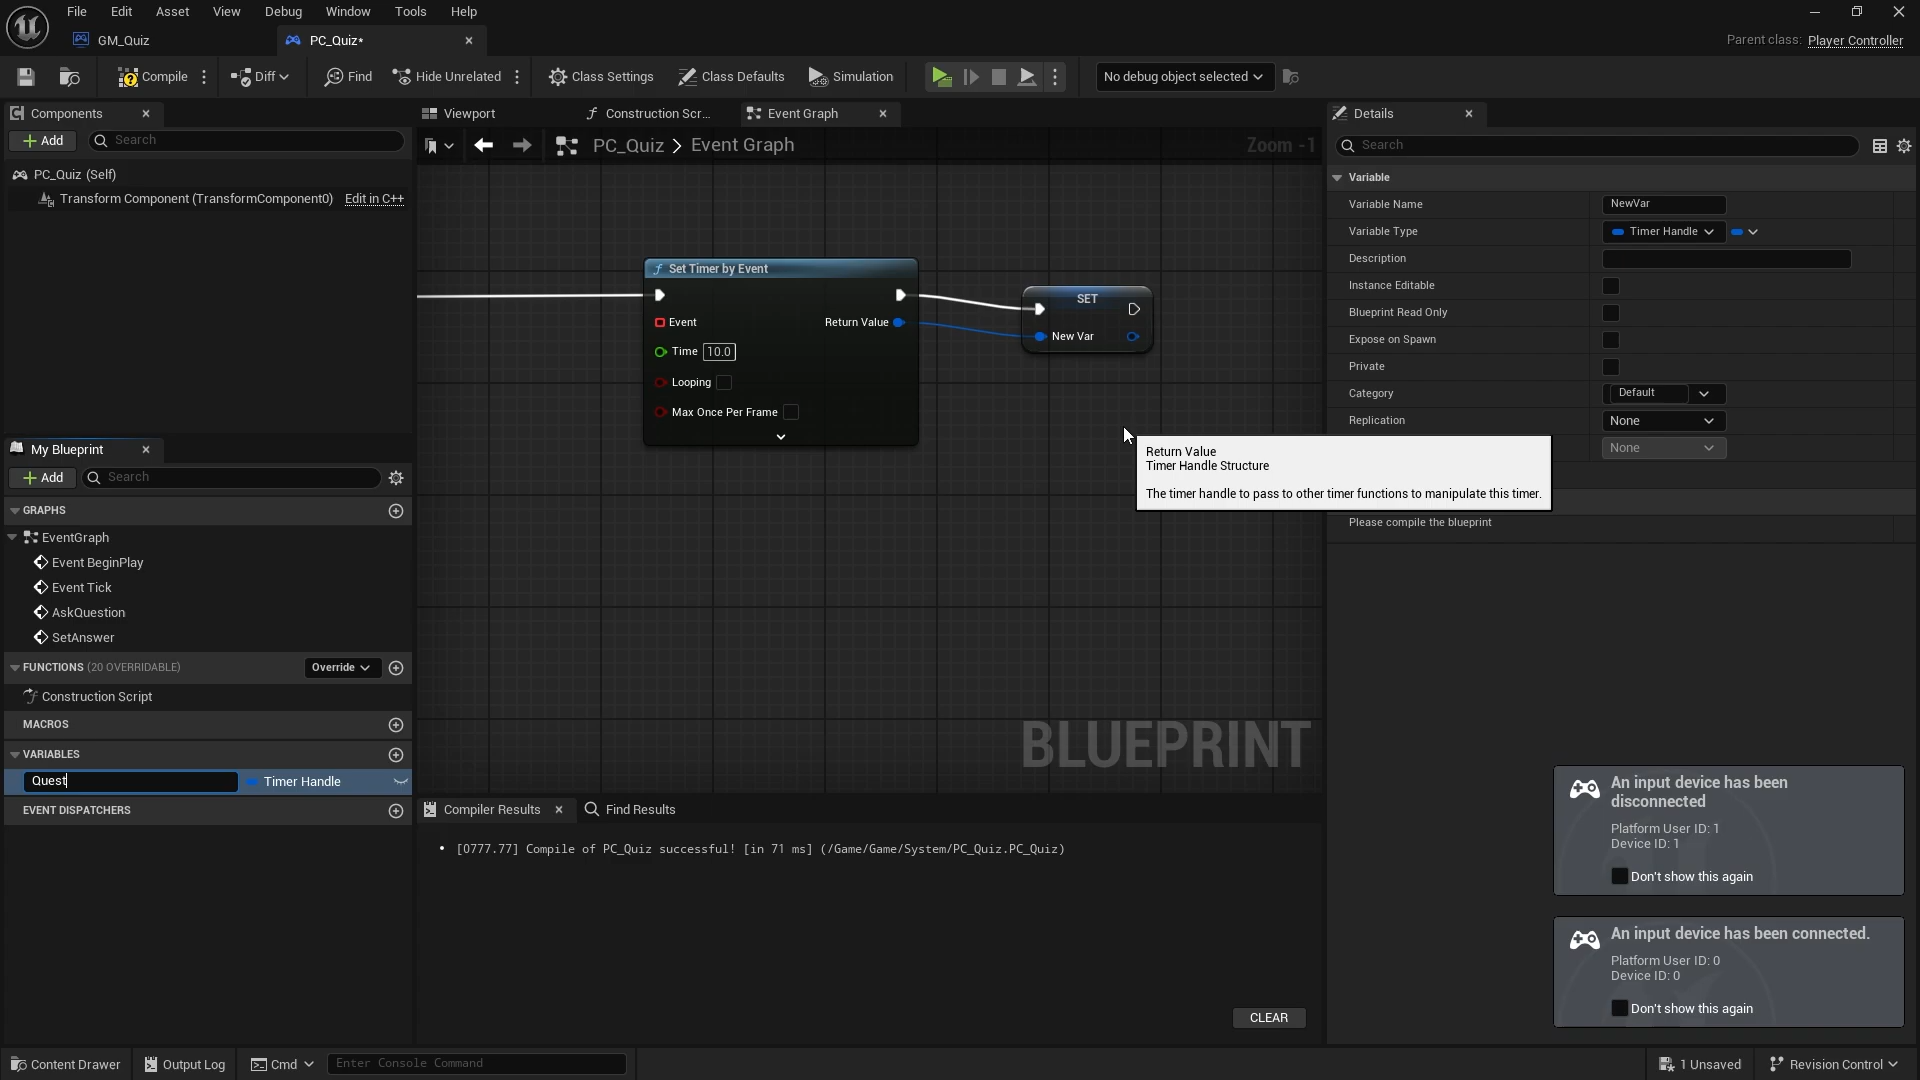 File Edit Asset View Debug Window Tools Help
GM_Quiz
PC_Quiz*
Parent class: Player Controller
Compile
Diff
Find
Hide Unrelated
Class Settings
Class Defaults
Simulation
No debug object selected
Components
Add
Search
PC_Quiz (Self)
Transform Component (TransformComponent0) Edit in C++
My Blueprint
Add
Search
GRAPHS
EventGraph
Event BeginPlay
Event Tick
AskQuestion
SetAnswer
FUNCTIONS (20 OVERRIDABLE) Override
Construction Script
MACROS
VARIABLES
Quest Timer Handle
EVENT DISPATCHERS
Viewport
Construction Scr...
Event Graph
PC_Quiz > Event Graph
Zoom -1
Set Timer by Event
Event
Return Value
Time 10.0
Looping
Max Once Per Frame
SET
New Var
Return Value
Timer Handle Structure
The timer handle to pass to other timer functions to manipulate this timer.
BLUEPRINT
Compiler Results
Find Results
• [0777.77] Compile of PC_Quiz successful! [in 71 ms] (/Game/Game/System/PC_Quiz.PC_Quiz)
CLEAR
Details
Search
Variable
Variable Name NewVar
Variable Type Timer Handle
Description
Instance Editable
Blueprint Read Only
Expose on Spawn
Private
Category Default
Replication None
None
Please compile the blueprint
An input device has been
disconnected
Platform User ID: 1
Device ID: 1
Don't show this again
An input device has been connected.
Platform User ID: 0
Device ID: 0
Don't show this again
Content Drawer
Output Log
Cmd
Enter Console Command
1 Unsaved
Revision Control